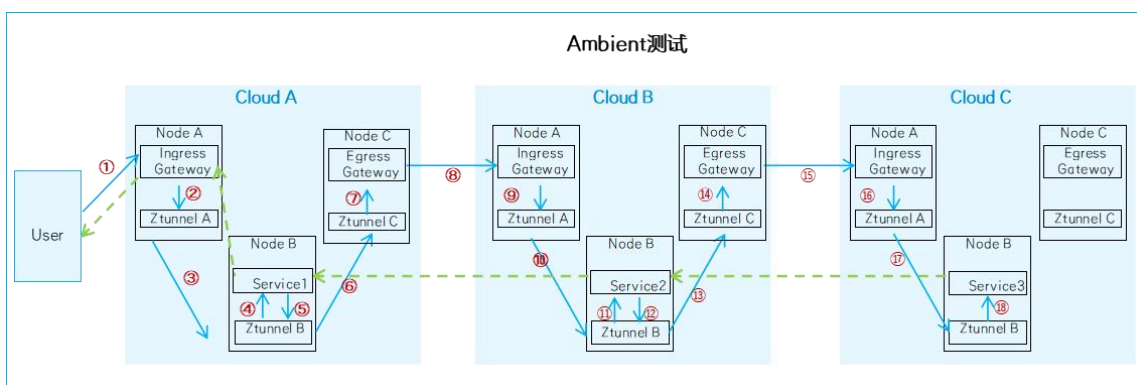 Ambient测试
Cloud A
Node A
Ingress
Gateway
②
Ztunnel A
①
③
Node B
Service1
④ ⑤
Ztunnel B
⑥
Node C
Egress
Gateway
⑦
Ztunnel C
User
⑧
Cloud B
Node A
Ingress
Gateway
⑨
Ztunnel A
⑩
Node B
Service2
⑪ ⑫
Ztunnel B
⑬
Node C
Egress
Gateway
⑭
Ztunnel C
⑮
Cloud C
Node A
Ingress
Gateway
⑯
Ztunnel A
⑰
Node B
Service3
⑱
Ztunnel B
Node C
Egress
Gateway
Ztunnel C